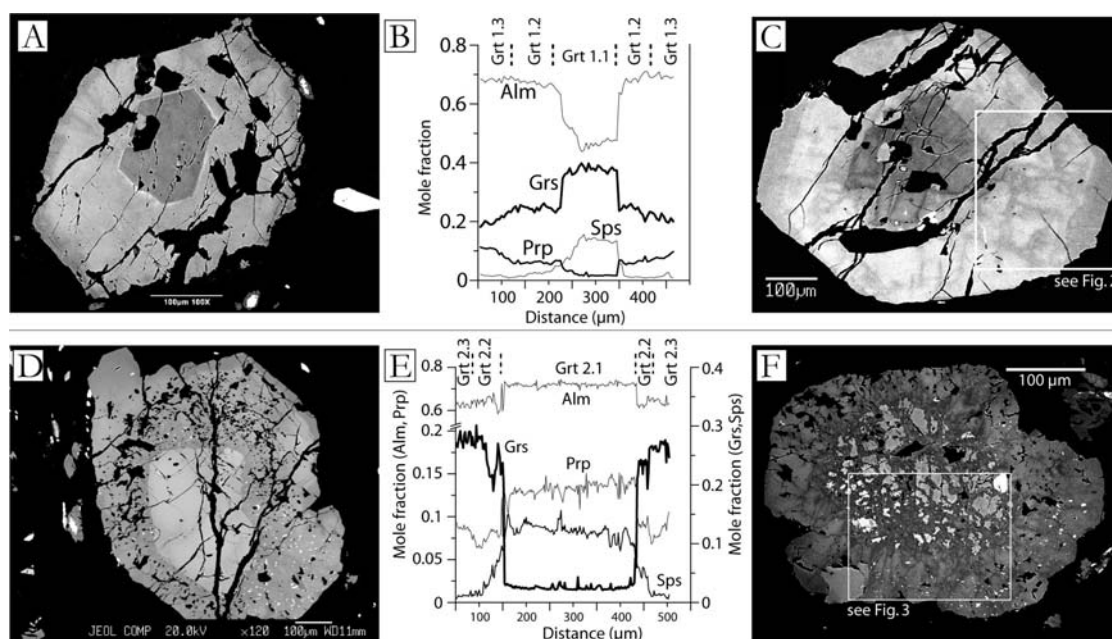 A
100µm 100X
B
Grt 1.3
Grt 1.2
Grt 1.1
Grt 1.2
Grt 1.3
0.8
0.6
0.4
0.2
0
Mole fraction
Alm
Grs
Sps
Prp
100
200
300
400
Distance (µm)
C
100µm
see Fig. 2
D
JEOL COMP 20.0kV ×120 100µm WD11mm
E
Grt 2.3
Grt 2.2
Grt 2.1
Grt 2.2
Grt 2.3
0.8
0.6
0.2
0.15
0.1
0.05
0
Mole fraction (Alm, Prp)
Alm
Grs
Prp
Sps
0.4
0.3
0.2
0.1
0
Mole fraction (Grs,Sps)
100
200
300
400
500
Distance (µm)
F
100 µm
see Fig. 3